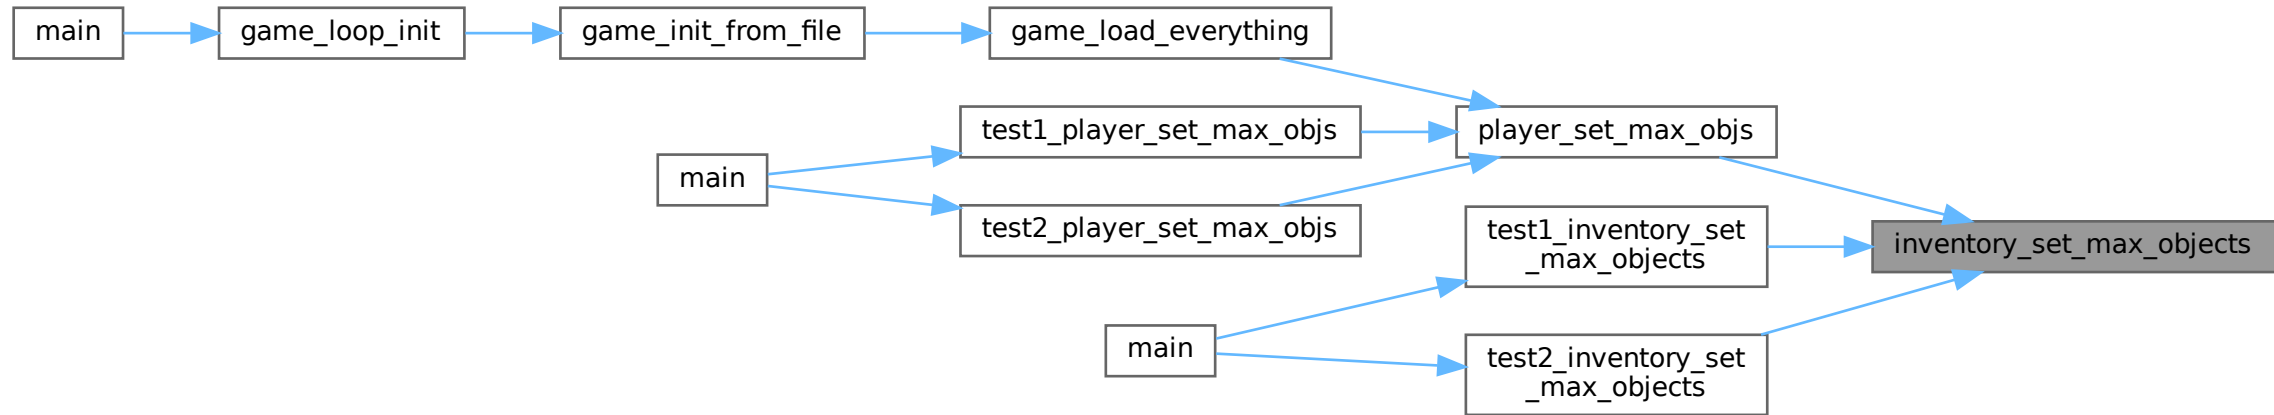 main
game_loop_init
game_init_from_file
game_load_everything
test1_player_set_max_objs
player_set_max_objs
main
test2_player_set_max_objs
test1_inventory_set
_max_objects
inventory_set_max_objects
main
test2_inventory_set
_max_objects